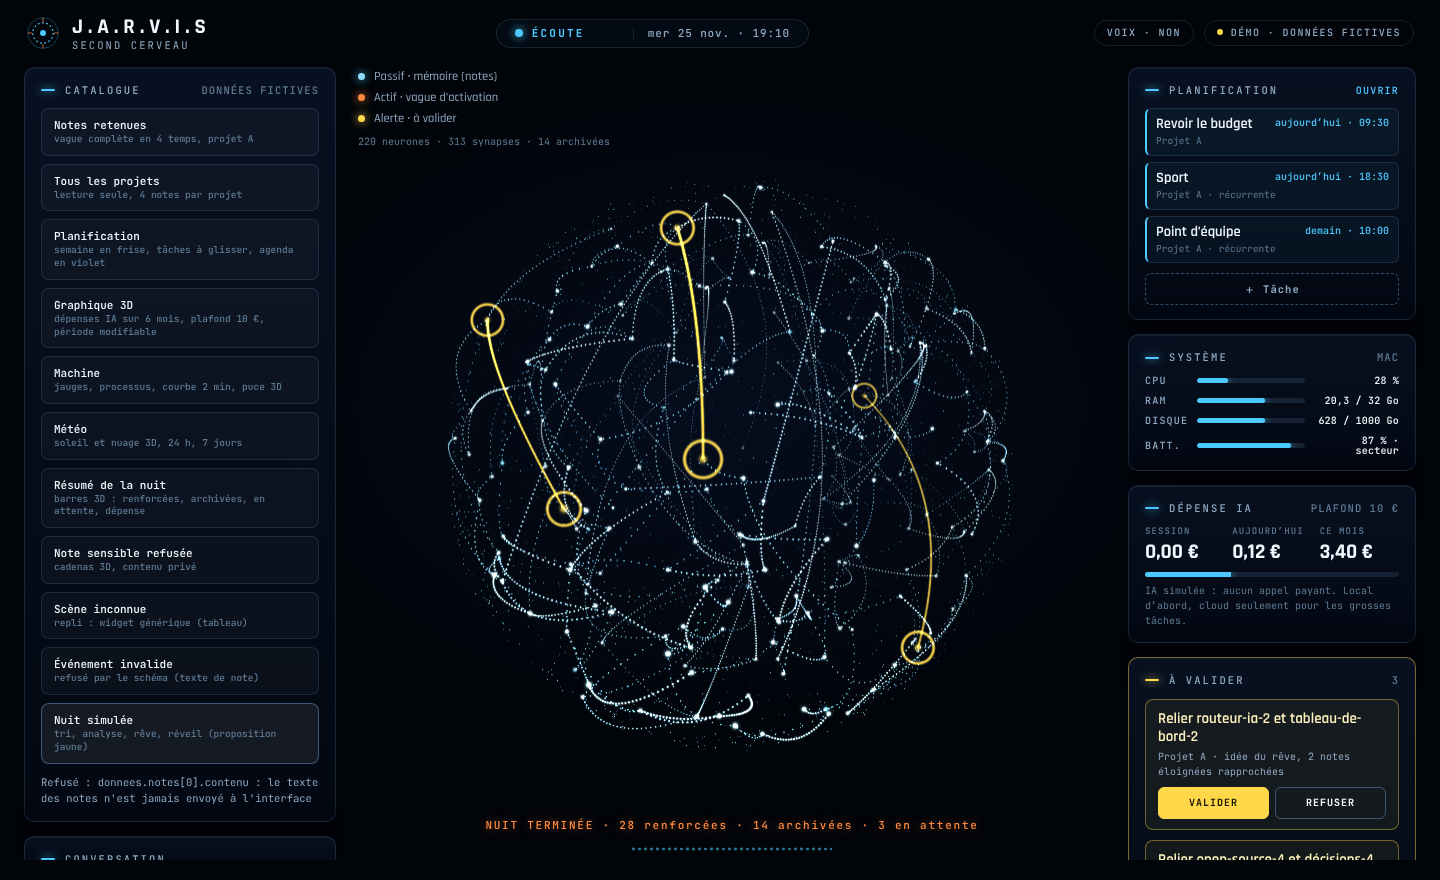 J.A.R.V.I.S
SECOND CERVEAU
ÉCOUTE
mer 25 nov. · 19:10
VOIX · NON
DÉMO · DONNÉES FICTIVES
CATALOGUE
DONNÉES FICTIVES
Notes retenues
vague complète en 4 temps, projet A
Tous les projets
lecture seule, 4 notes par projet
Planification
semaine en frise, tâches à glisser, agenda
en violet
Graphique 3D
dépenses IA sur 6 mois, plafond 10 €,
période modifiable
Machine
jauges, processus, courbe 2 min, puce 3D
Météo
soleil et nuage 3D, 24 h, 7 jours
Résumé de la nuit
barres 3D : renforcées, archivées, en
attente, dépense
Note sensible refusée
cadenas 3D, contenu privé
Scène inconnue
repli : widget générique (tableau)
Événement invalide
refusé par le schéma (texte de note)
Nuit simulée
tri, analyse, rêve, réveil (proposition
jaune)
Refusé : donnees.notes[0].contenu : le texte
des notes n'est jamais envoyé à l'interface
CONVERSATION
Passif · mémoire (notes)
Actif · vague d'activation
Alerte · à valider
220 neurones · 313 synapses · 14 archivées
NUIT TERMINÉE · 28 renforcées · 14 archivées · 3 en attente
PLANIFICATION
OUVRIR
Revoir le budget
aujourd’hui · 09:30
Projet A
Sport
aujourd’hui · 18:30
Projet A · récurrente
Point d’équipe
demain · 10:00
Projet A · récurrente
+ Tâche
SYSTÈME
MAC
CPU
28 %
RAM
20,3 / 32 Go
DISQUE
628 / 1000 Go
BATT.
87 % ·
secteur
DÉPENSE IA
PLAFOND 10 €
SESSION
AUJOURD’HUI
CE MOIS
0,00 €
0,12 €
3,40 €
IA simulée : aucun appel payant. Local
d’abord, cloud seulement pour les grosses
tâches.
À VALIDER
3
Relier routeur-ia-2 et tableau-de-
bord-2
Projet A · idée du rêve, 2 notes
éloignées rapprochées
VALIDER
REFUSER
Relier open-source-4 et décisions-4